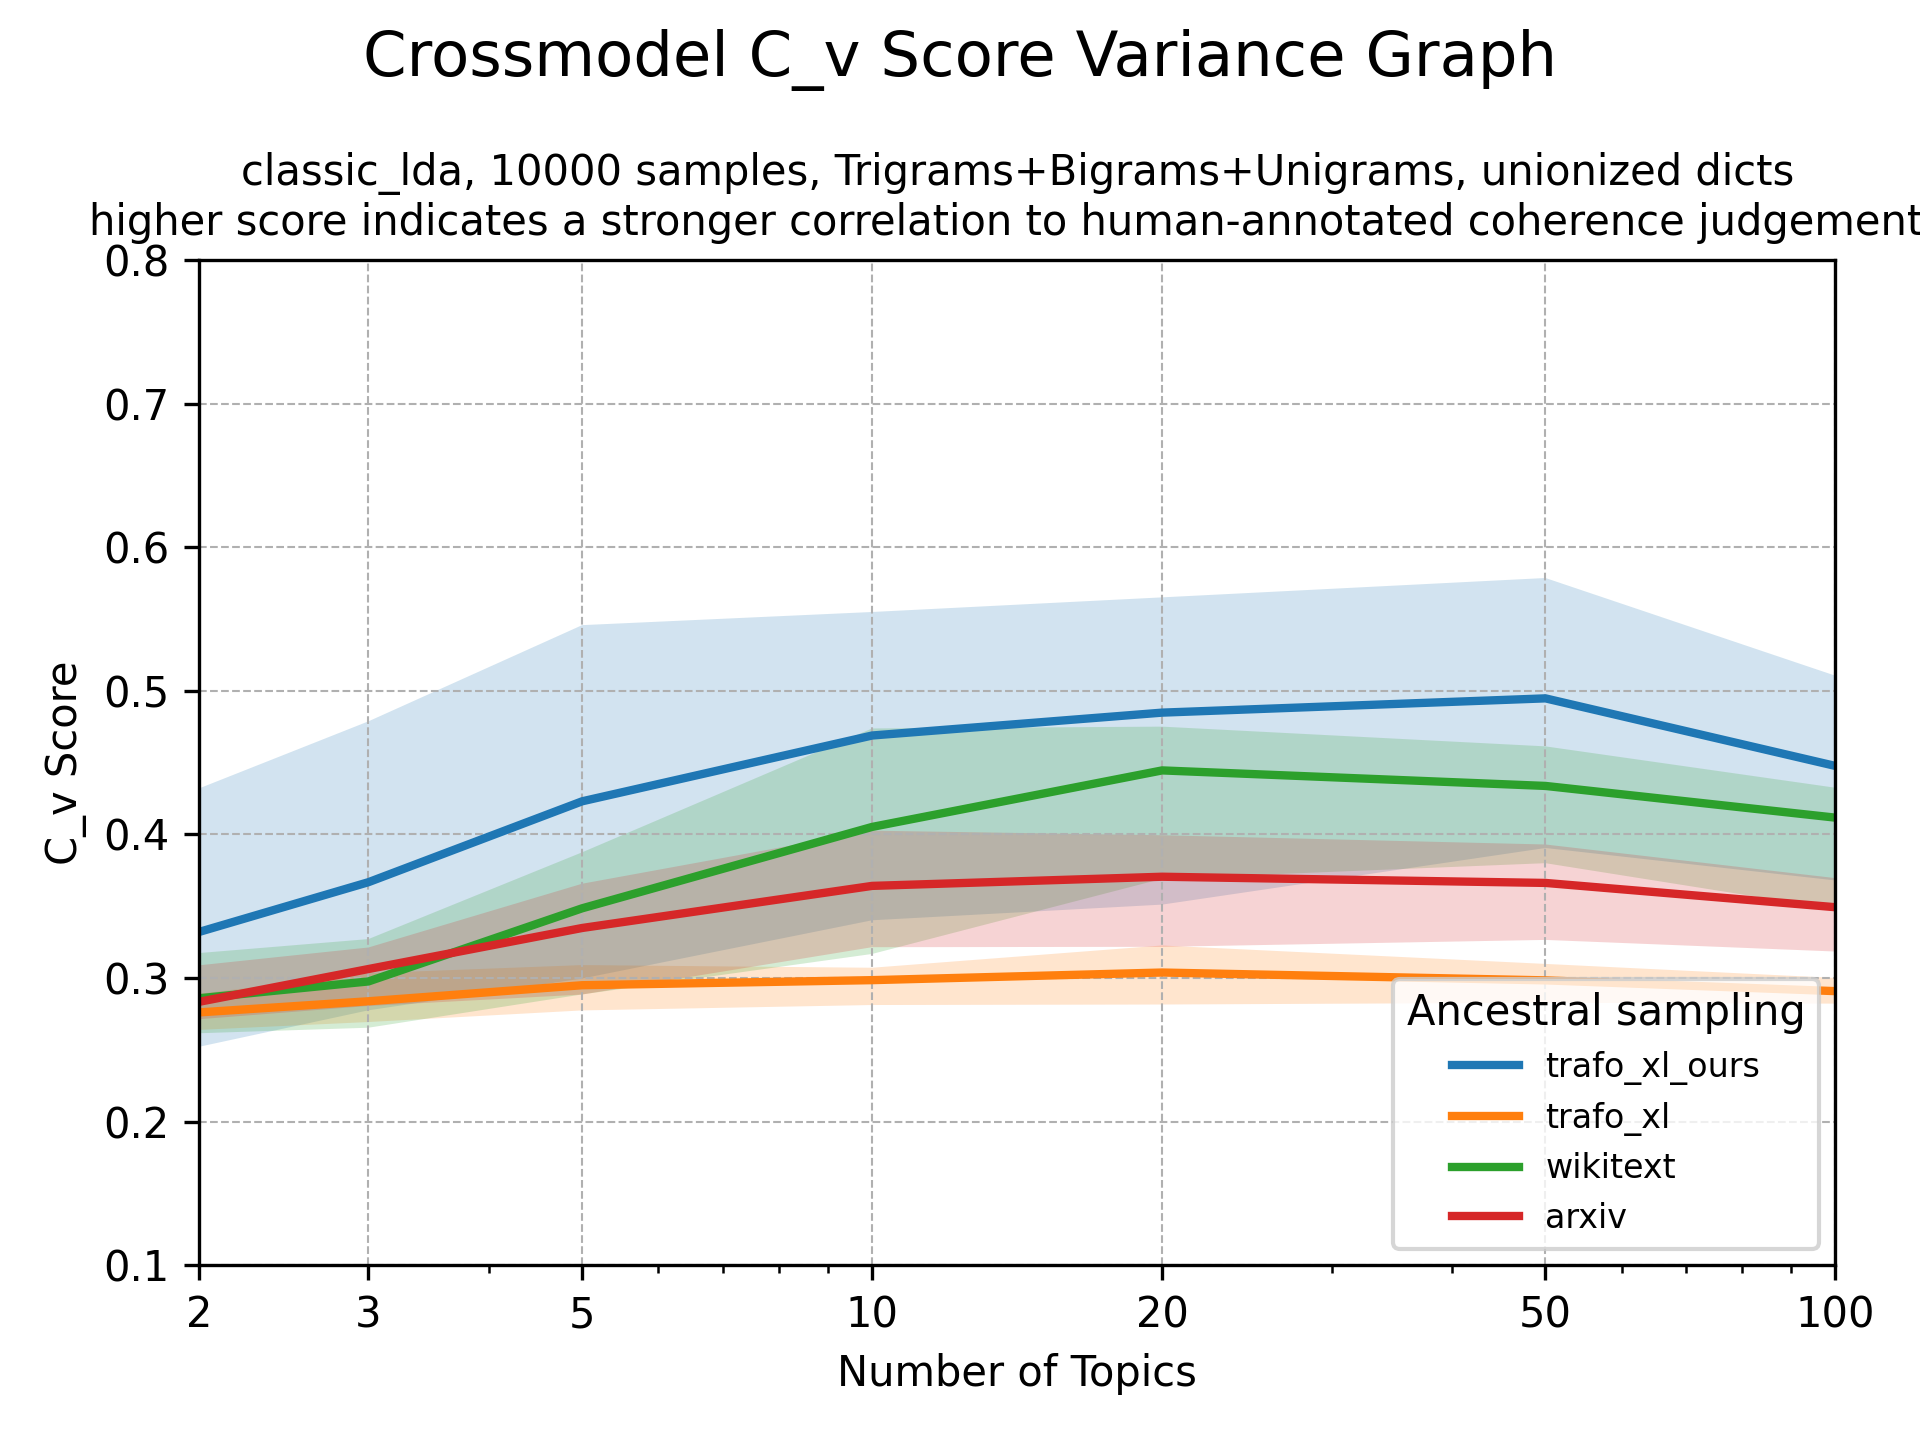 Crossmodel C_v Score Variance Graph
classic_lda, 10000 samples, Trigrams+Bigrams+Unigrams, unionized dicts
higher score indicates a stronger correlation to human-annotated coherence judgement
0.8
0.7
0.6
0.5
0.4
0.3
0.2
0.1
C_v Score
Ancestral sampling
trafo_xl_ours
trafo_xl
wikitext
arxiv
2 3 5 10 20 50 100
Number of Topics